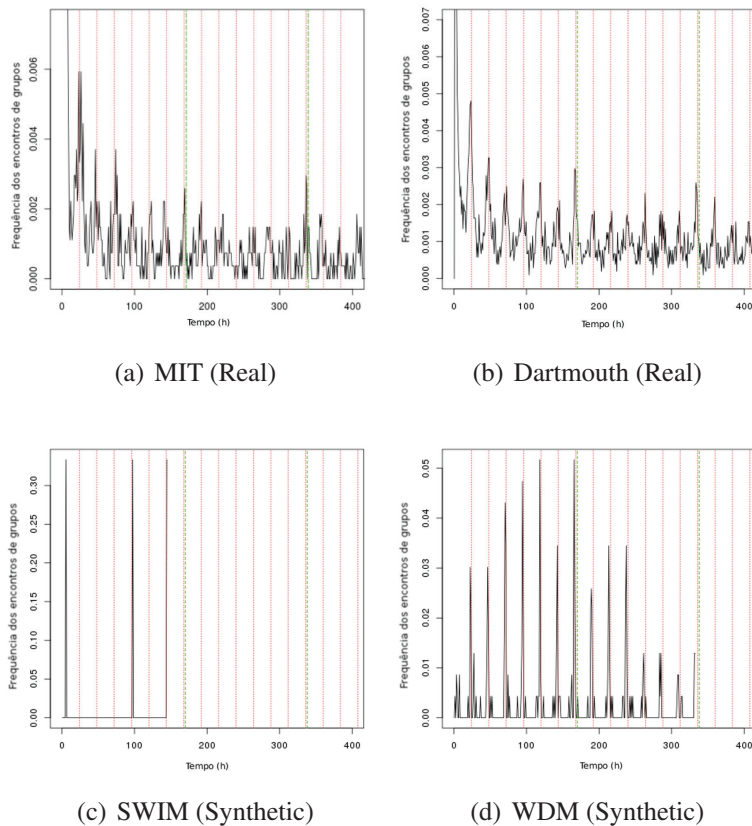 Frequência dos encontros de grupos
0.000 0.002 0.004 0.006
0 100 200 300 400
Tempo (h)
(a) MIT (Real)
Frequência dos encontros de grupos
0.000 0.001 0.002 0.003 0.004 0.005 0.006 0.007
0 100 200 300 400
Tempo (h)
(b) Dartmouth (Real)
Frequência dos encontros de grupos
0.00 0.05 0.10 0.15 0.20 0.25 0.30
0 100 200 300 400
Tempo (h)
(c) SWIM (Synthetic)
Frequência dos encontros de grupos
0.00 0.01 0.02 0.03 0.04 0.05
0 100 200 300 400
Tempo (h)
(d) WDM (Synthetic)